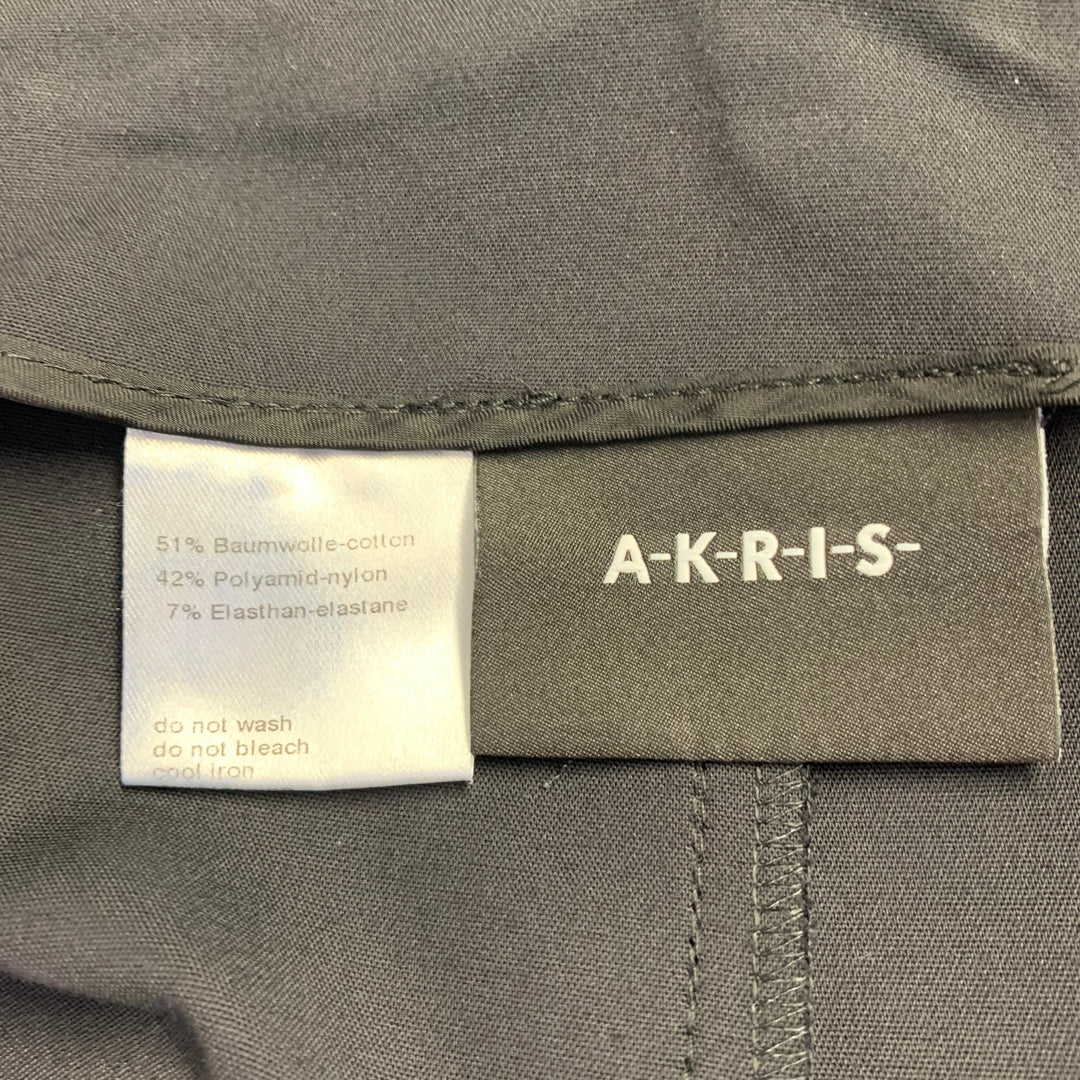 51% Baumwolle-cotton
42% Polyamid-nylon
7% Elasthan-elastane
do not wash
do not bleach
cool iron
A-K-R-I-S-